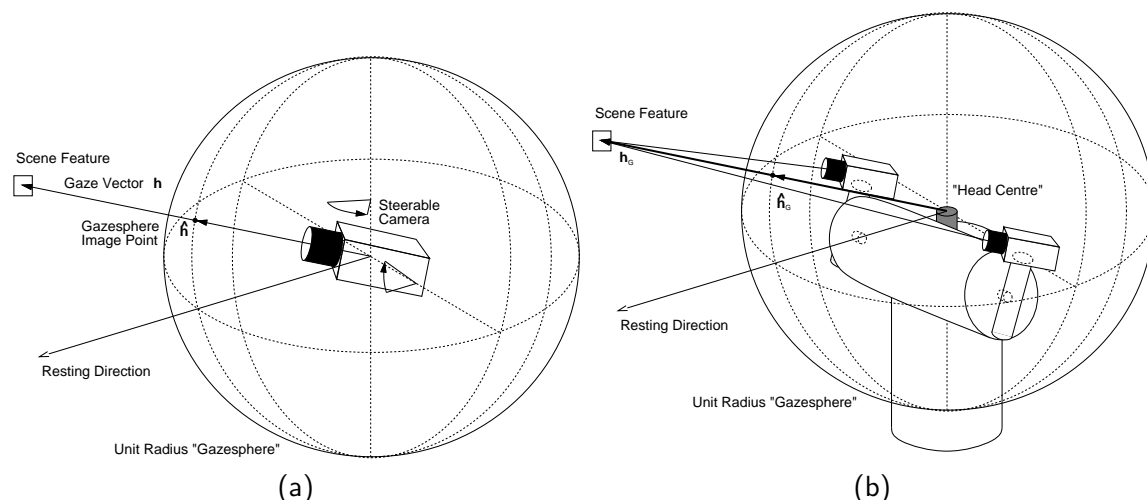 Scene Feature
Gaze Vector h
Gazesphere
Image Point
ĥ
Steerable
Camera
Resting Direction
Unit Radius "Gazesphere"
(a)
Scene Feature
h_G
ĥ_G
"Head Centre"
Resting Direction
Unit Radius "Gazesphere"
(b)